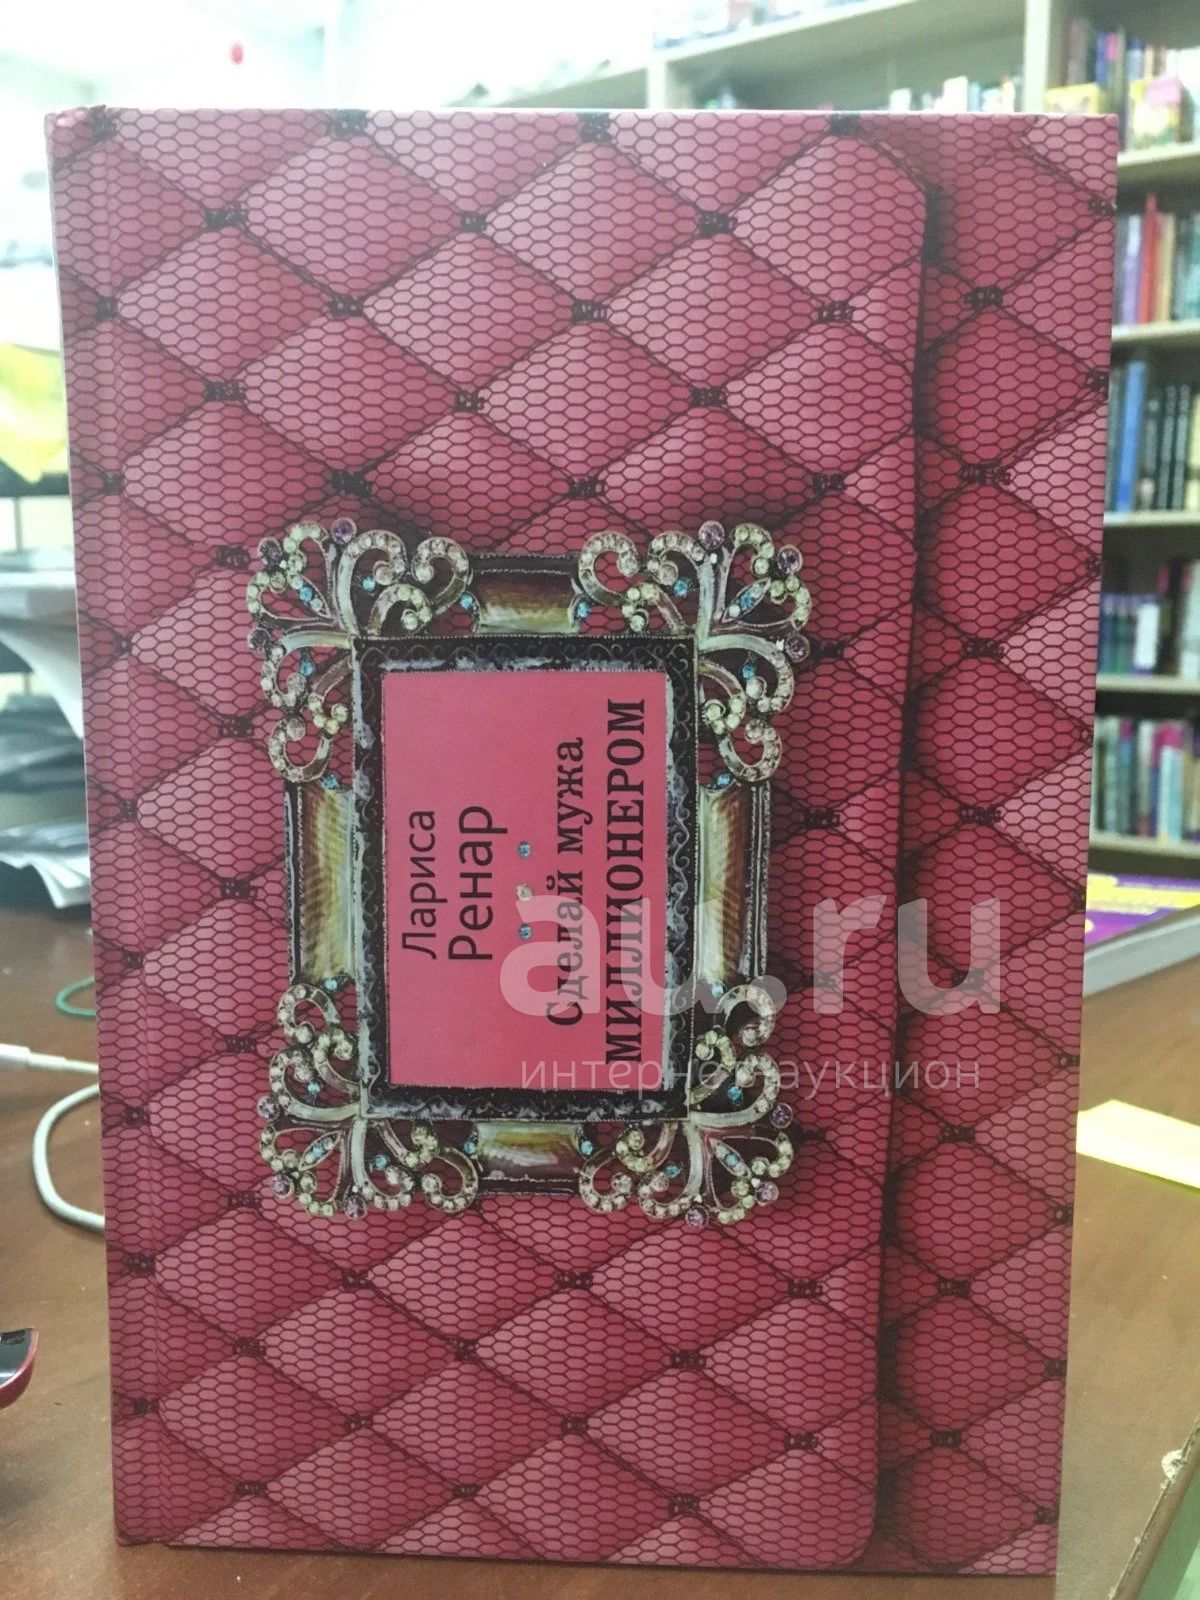 Лариса
Ренар
Сделай мужа
МИЛЛИОНЕРОМ
au.ru
интернет-аукцион